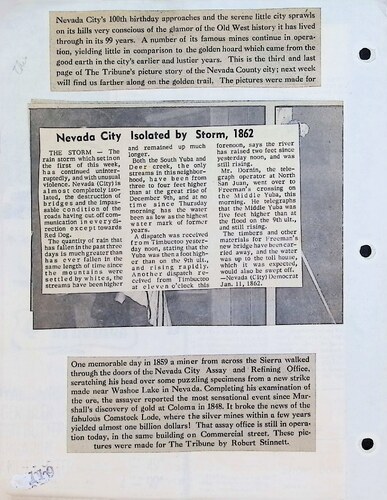 Nevada City's 100th birthday approaches and the serene little city sprawls
on its hills very conscious of the glamor of the Old West history it has lived
through in its 99 years. A number of its famous mines continue in opera-
tion, yielding little in comparison to the golden hoard which came from the
good earth in the city's earlier and lustier years. This is the third and last
page of The Tribune's picture story of the Nevada County city; next week
will find us farther along on the golden trail. The pictures were made for
Nevada City Isolated by Storm, 1862
THE STORM — The
rain storm which set in on
the first of this week,
has continued uninter-
ruptedly, and with unusual
violence. Nevada (City) is
almost completely iso-
lated, the destruction of
bridges and the impas-
sable condition of the
roads having cut off com-
munication in every di-
rection except towards
Red Dog.
The quantity of rain that
has fallen in the past three
days is much greater than
has ever fallen in the
same length of time since
the mountains were
settled by whites, the
streams have been higher
and remained up much
longer.
Both the South Yuba and
Deer creek, the only
streams in this neighbor-
hood, have been from
three to four feet higher
than at the great rise of
December 9th, and at no
time since Thursday
morning has the water
been as low as the highest
water mark of former
years.
A dispatch was received
from Timbuctoo yester-
day noon, stating that the
Yuba was then a foot high-
er than on the 9th ult.,
and rising rapidly.
Another dispatch re-
ceived from Timbuctoo
at eleven o'clock this
forenoon, says the river
has raised two feet since
yesterday noon, and was
still rising.
Mr. Dornin, the tele-
graph operator at North
San Juan, went over to
Freeman's crossing on
the Middle Yuba, this
morning. He telegraphs
that the Middle Yuba was
five feet higher than at
the flood on the 9th ult.,
and still rising.
The timbers and other
materials for Freeman's
new bridge have been car-
ried away, and the water
was up to the toll house,
which it was expected,
would also be swept off.
—Nevada (City) Democrat
Jan. 11, 1862.
One memorable day in 1859 a miner from across the Sierra walked
through the doors of the Nevada City Assay and Refining Office,
scratching his head over some puzzling specimens from a new strike
made near Washoe Lake in Nevada. Completing his examination of
the ore, the assayer reported the most sensational event since Mar-
shall's discovery of gold at Coloma in 1848. It broke the news of the
fabulous Comstock Lode, where the silver mines within a few years
yielded almost one billion dollars! That assay office is still in oper-
ation today, in the same building on Commercial street. These pic-
tures were made for The Tribune by Robert Stinnett.